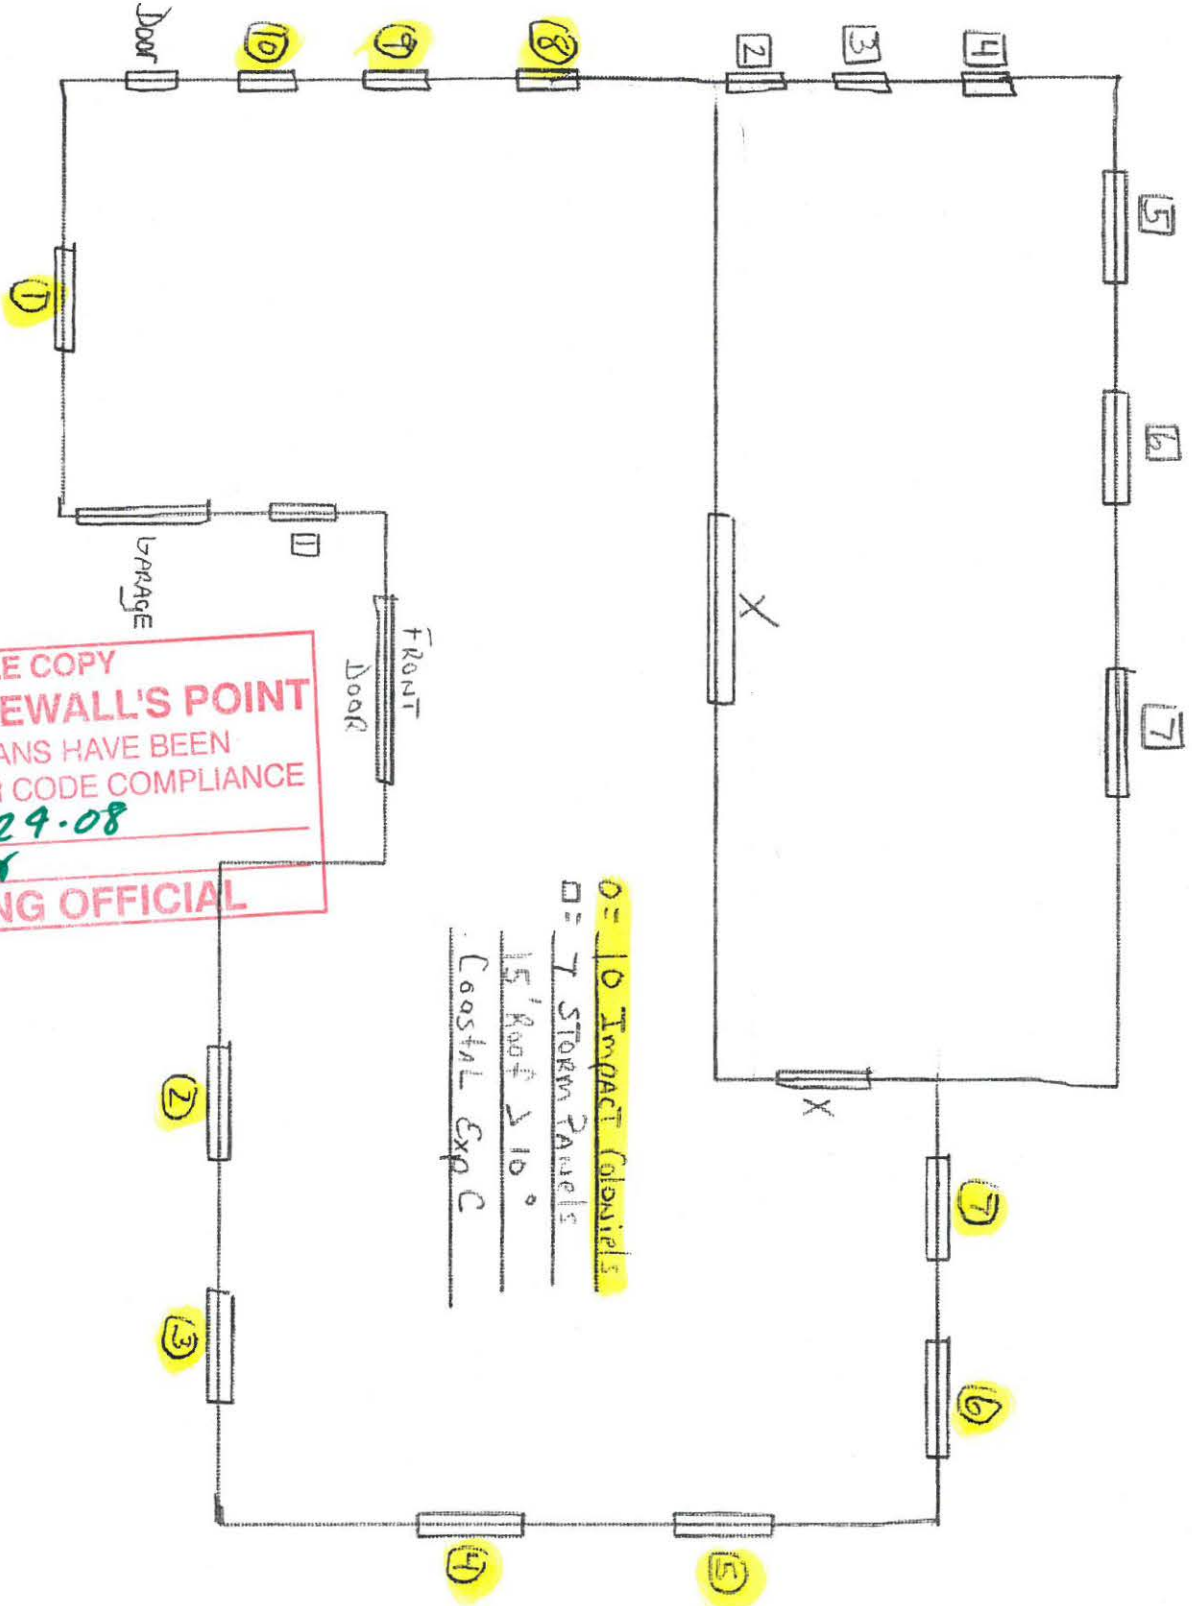 Door
10
9
8
2
3
4
5
6
7
1
GARAGE
1
FRONT
DOOR
X
X
O = 10 Impact Coloniels
□ = 7 STORM PANels
15' Roof > 10°
Coastal Exp C
7
6
2
3
4
5
E COPY
EWALL'S POINT
ANS HAVE BEEN
CODE COMPLIANCE
24.08
NG OFFICIAL